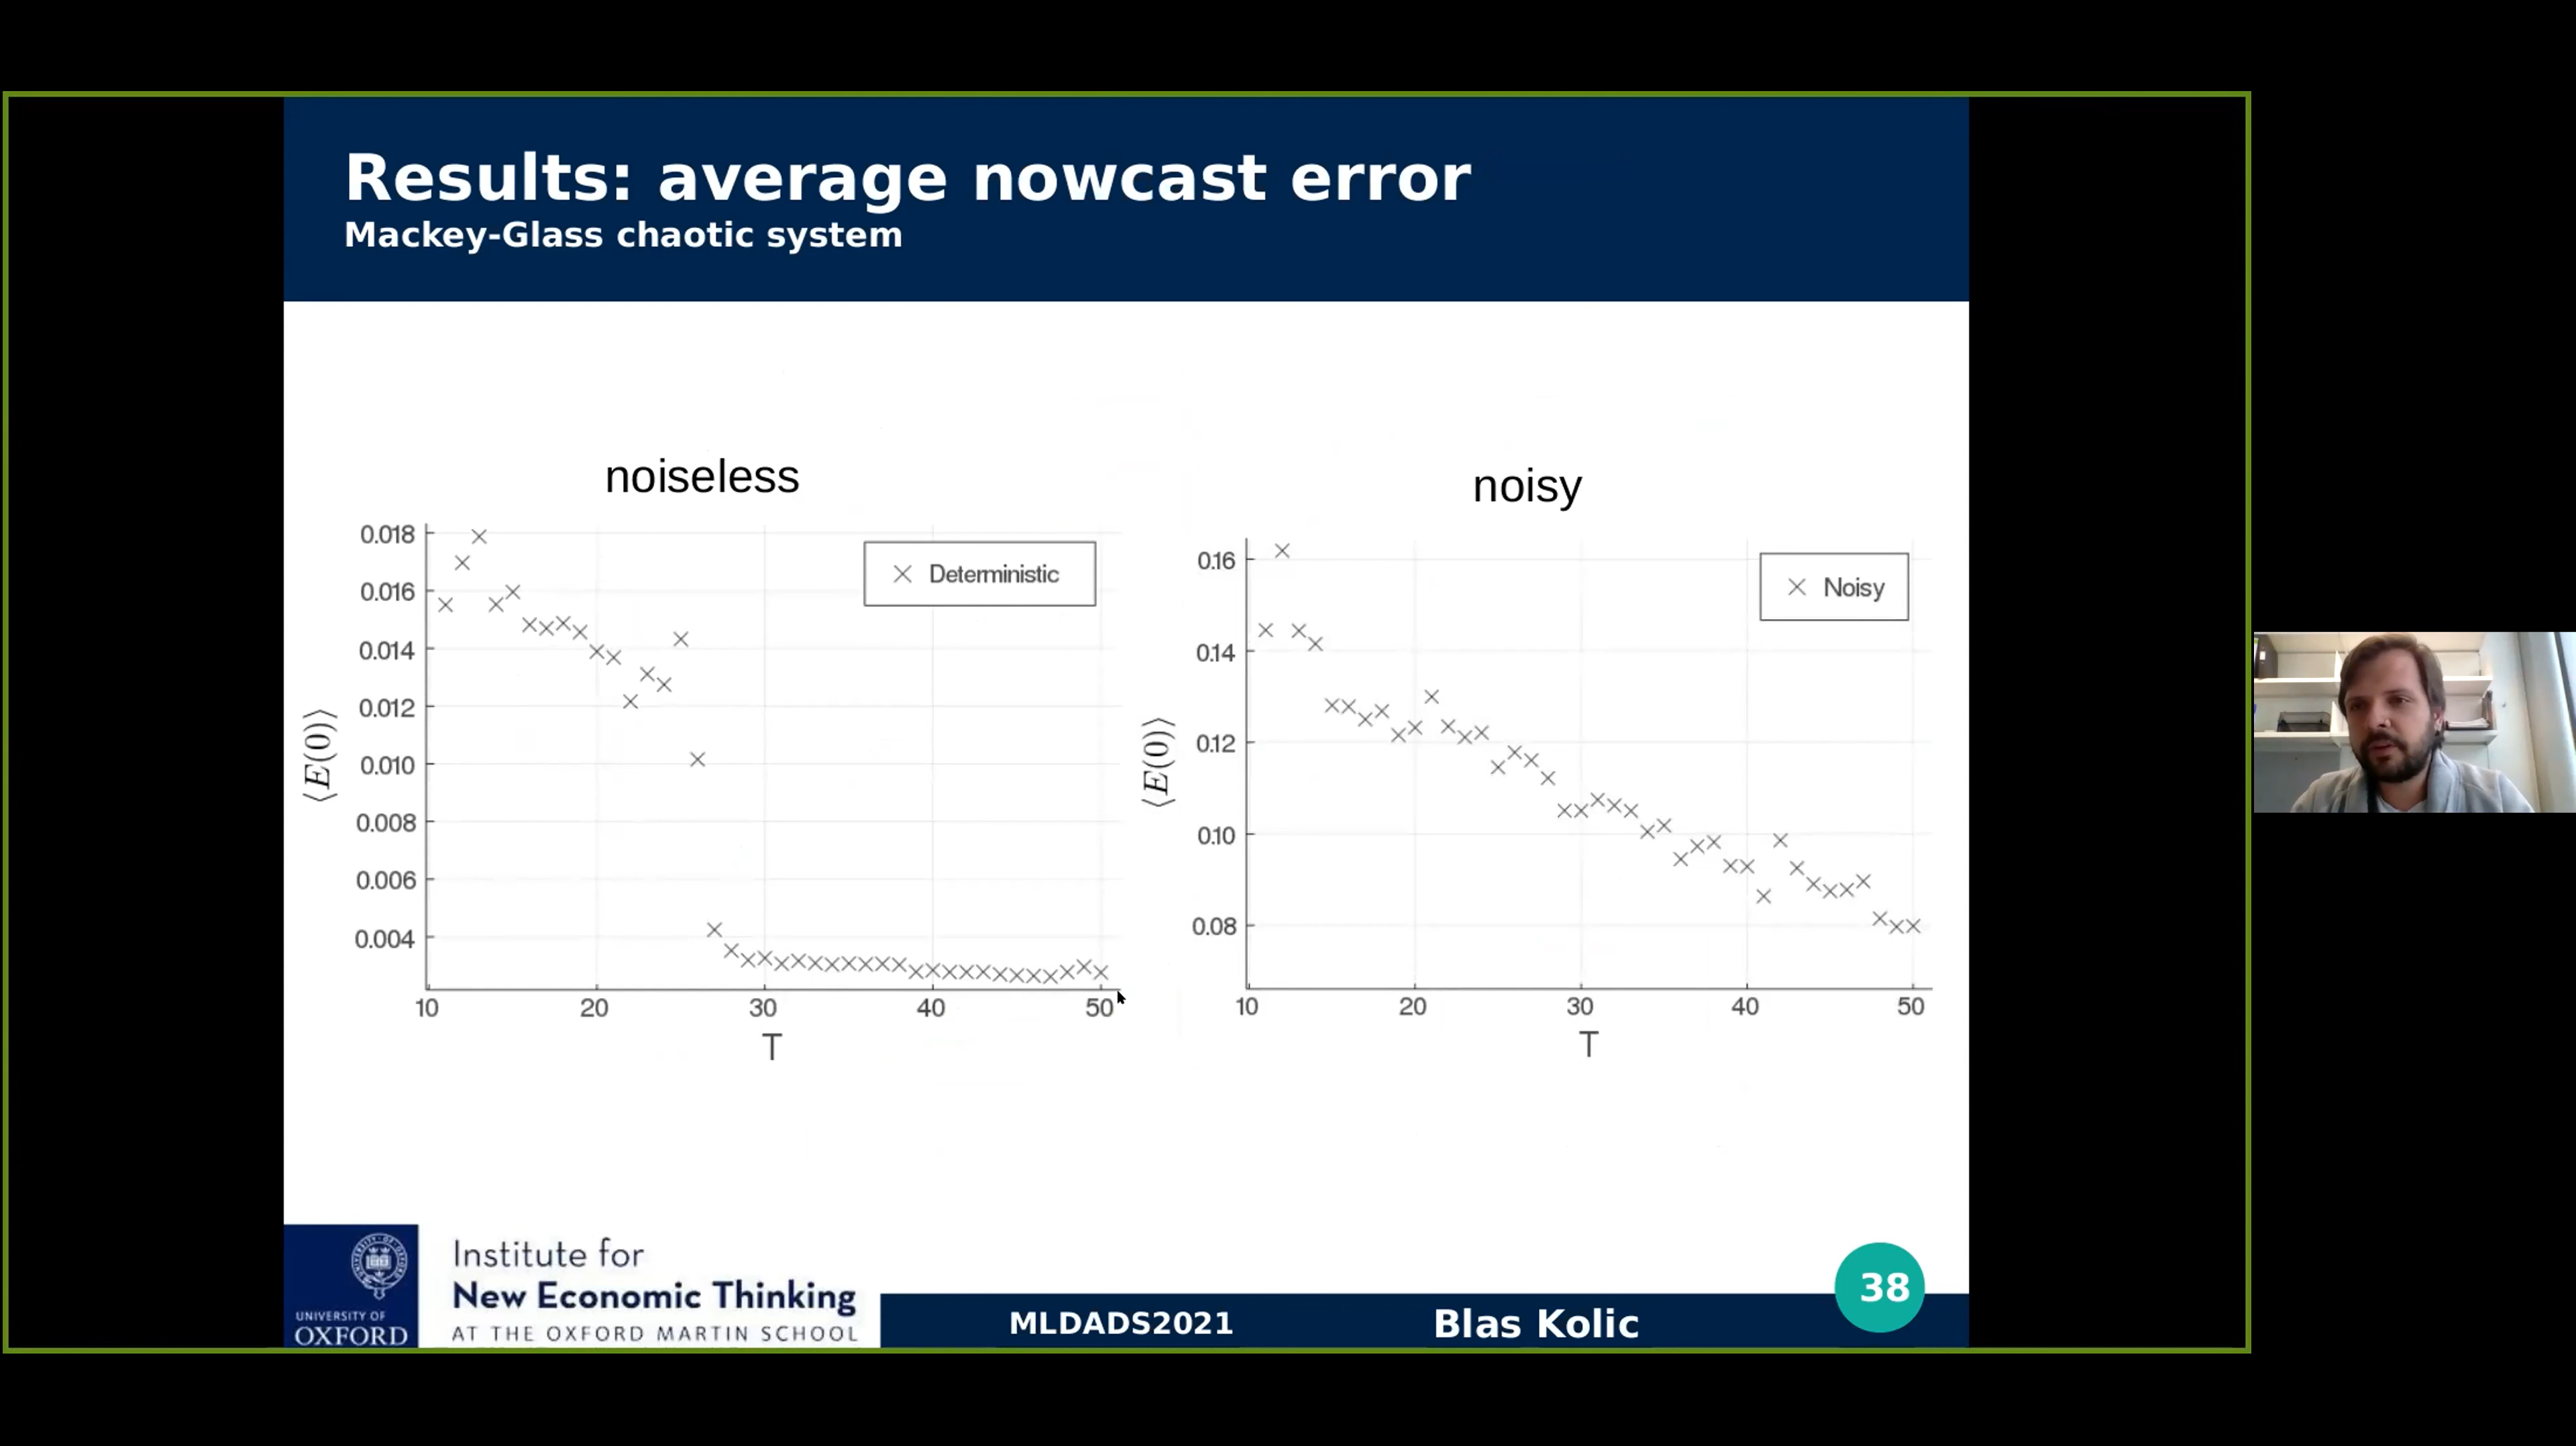 Results: average nowcast error
Mackey-Glass chaotic system
noiseless
0.018
0.016
0.014
0.012
0.010
0.008
0.006
0.004
⟨E(0)⟩
Deterministic
10 20 30 40 50
T
noisy
0.16
0.14
0.12
0.10
0.08
⟨E(0)⟩
Noisy
10 20 30 40 50
T
UNIVERSITY OF
OXFORD
Institute for
New Economic Thinking
AT THE OXFORD MARTIN SCHOOL
MLDADS2021
Blas Kolic
38